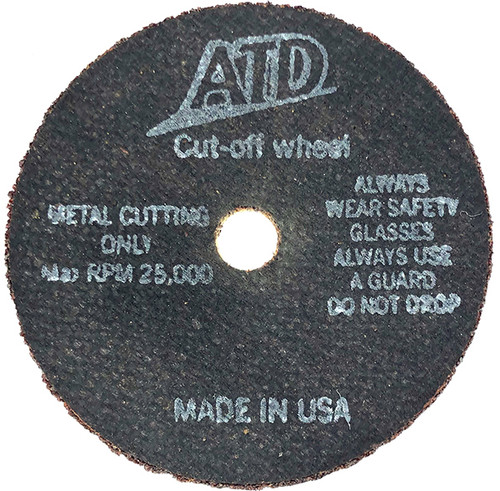 ATD
Cut-off wheel
METAL CUTTING
ONLY
Max RPM 25,000
ALWAYS
WEAR SAFETY
GLASSES
ALWAYS USE
A GUARD
DO NOT DROP
MADE IN USA